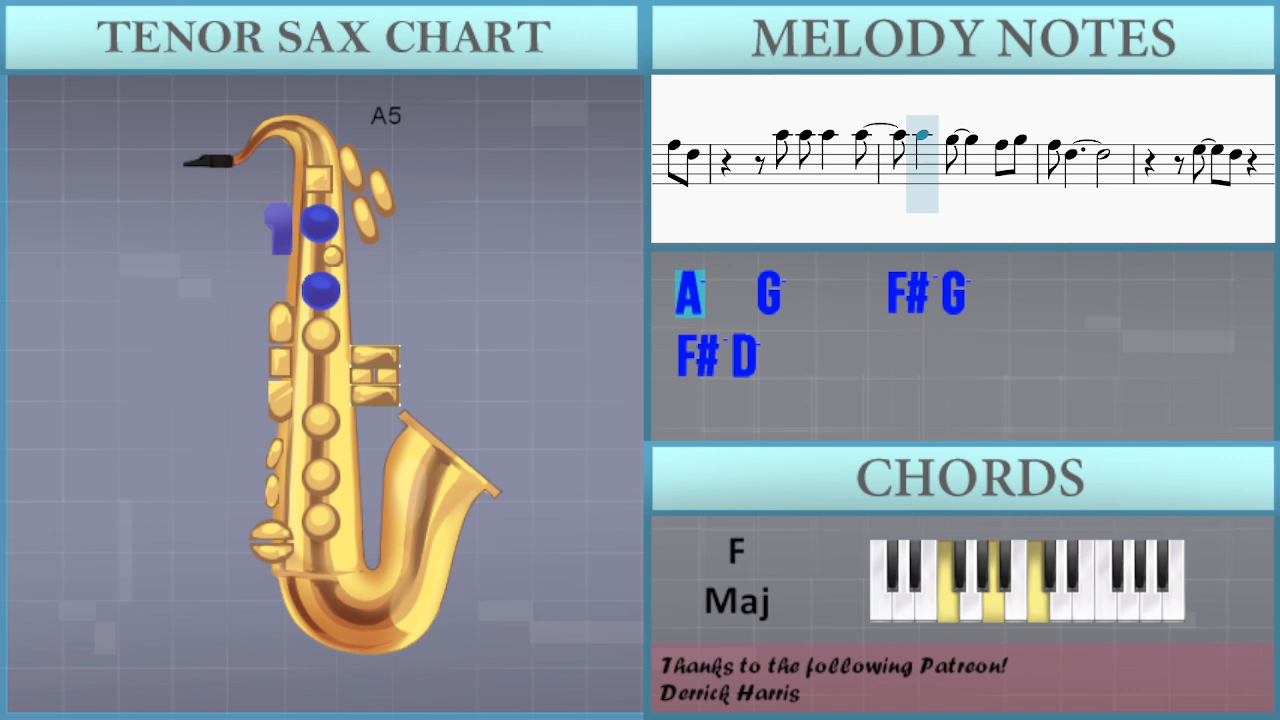 TENOR SAX CHART
A5
MELODY NOTES
A G F# G
F# D
CHORDS
F
Maj
Thanks to the following Patreon!
Derrick Harris